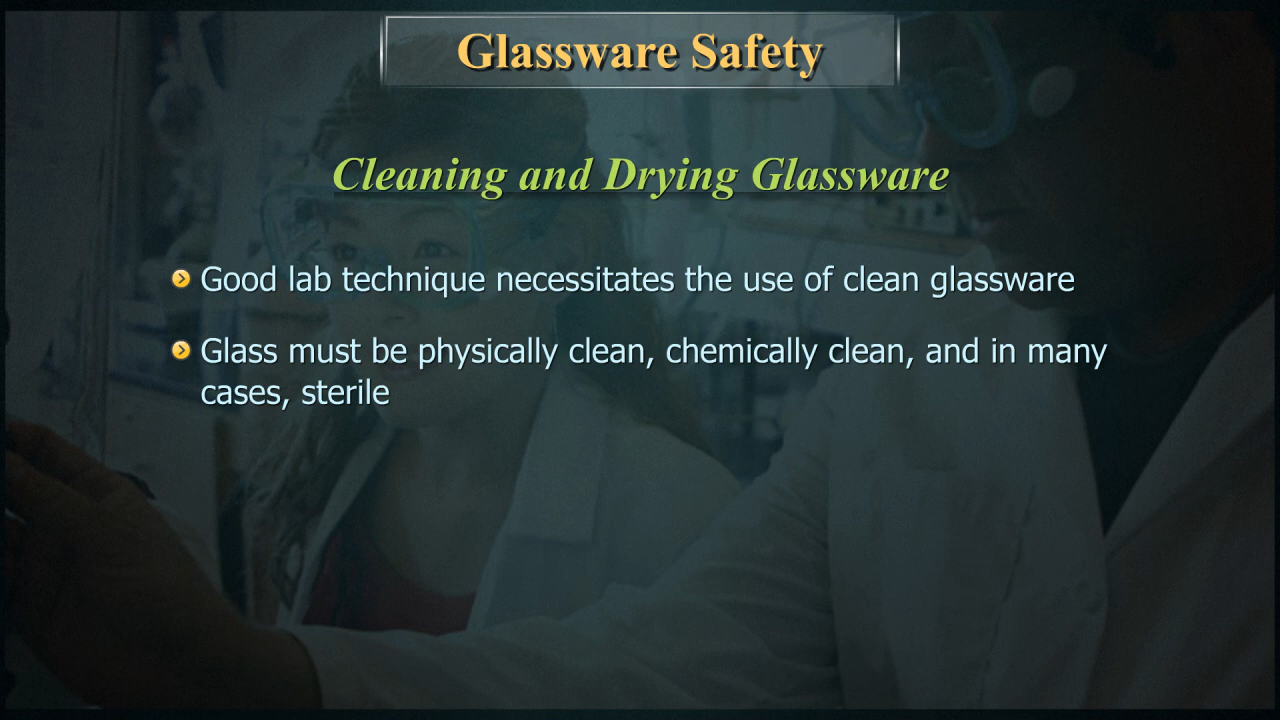 Glassware Safety
Cleaning and Drying Glassware
Good lab technique necessitates the use of clean glassware
Glass must be physically clean, chemically clean, and in many
cases, sterile